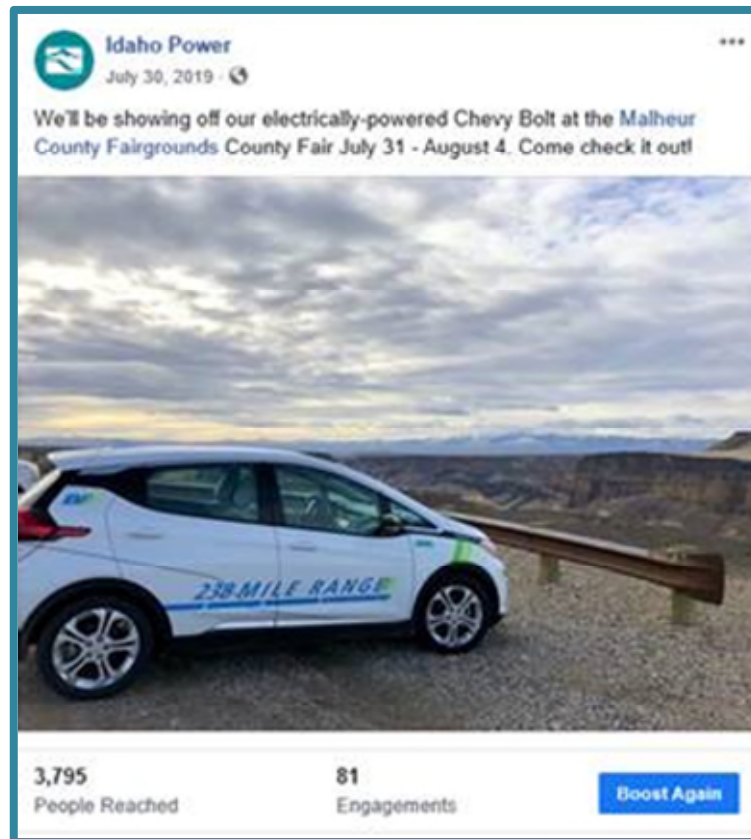 Idaho Power
July 30, 2019
We'll be showing off our electrically-powered Chevy Bolt at the Malheur
County Fairgrounds County Fair July 31 - August 4. Come check it out!
EV
238-MILE RANGE
3,795
People Reached
81
Engagements
Boost Again